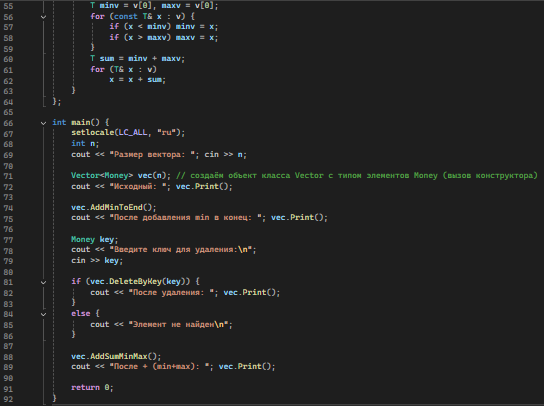 55 T minv = v[0], maxv = v[0];
56 for (const T& x : v) {
57 if (x < minv) minv = x;
58 if (x > maxv) maxv = x;
59 }
60 T sum = minv + maxv;
61 for (T& x : v)
62 x = x + sum;
63 }
64 };
65
66 int main() {
67 setlocale(LC_ALL, "ru");
68 int n;
69 cout << "Размер вектора: "; cin >> n;
70
71 Vector<Money> vec(n); // создаём объект класса Vector с типом элементов Money (вызов конструктора)
72 cout << "Исходный: "; vec.Print();
73
74 vec.AddMinToEnd();
75 cout << "После добавления min в конец: "; vec.Print();
76
77 Money key;
78 cout << "Введите ключ для удаления:\n";
79 cin >> key;
80
81 if (vec.DeleteByKey(key)) {
82 cout << "После удаления: "; vec.Print();
83 }
84 else {
85 cout << "Элемент не найден\n";
86 }
87
88 vec.AddSumMinMax();
89 cout << "После + (min+max): "; vec.Print();
90
91 return 0;
92 }